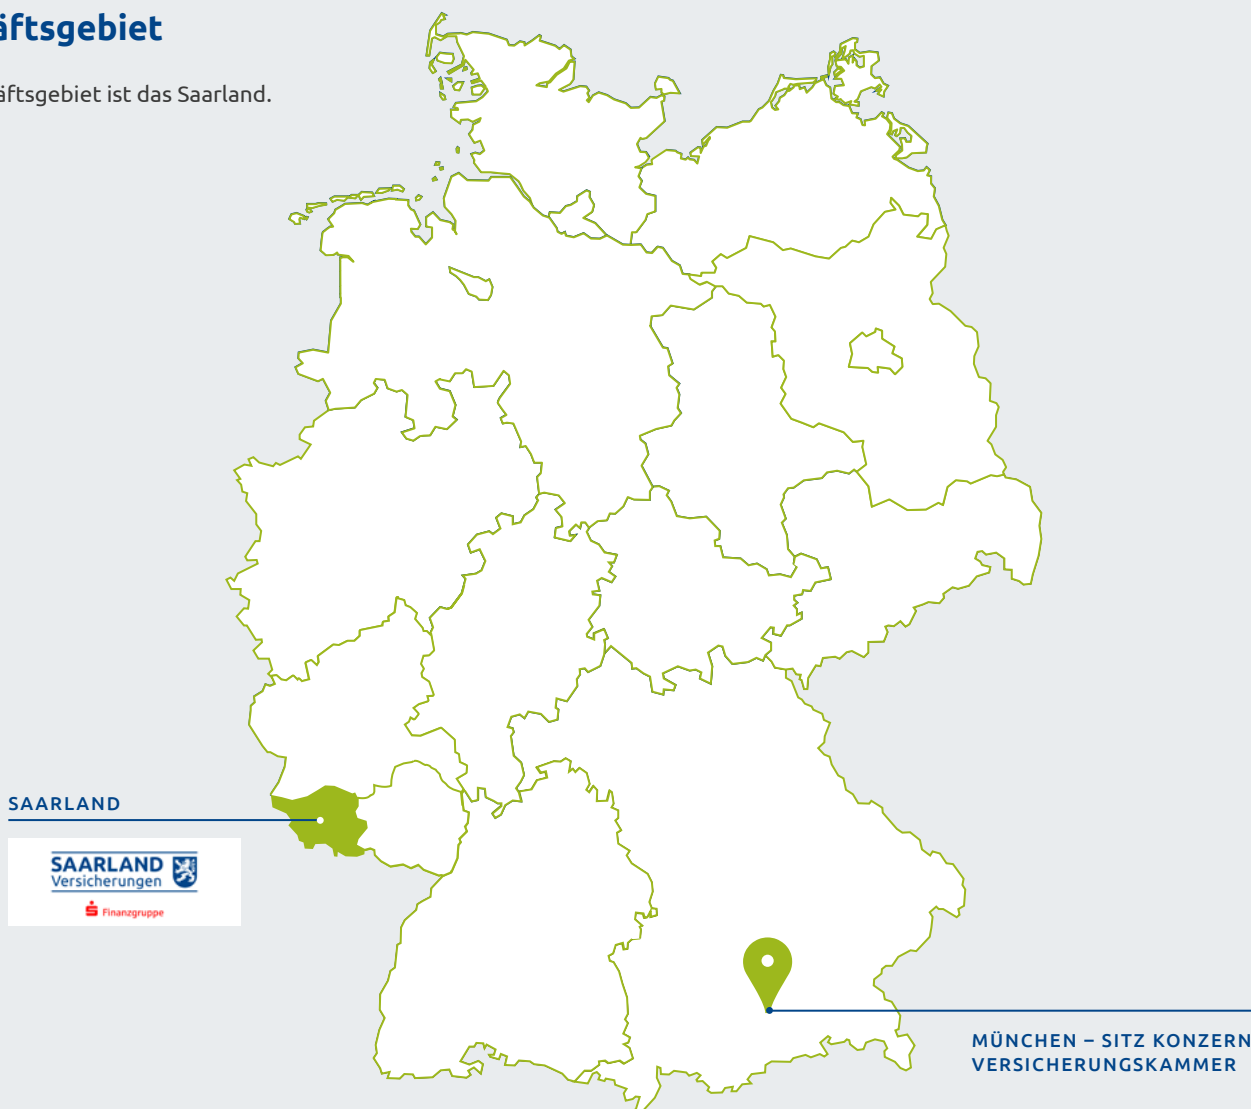 äftsgebiet
äftsgebiet ist das Saarland.
SAARLAND
SAARLAND
Versicherungen
Finanzgruppe
MÜNCHEN – SITZ KONZERN
VERSICHERUNGSKAMMER